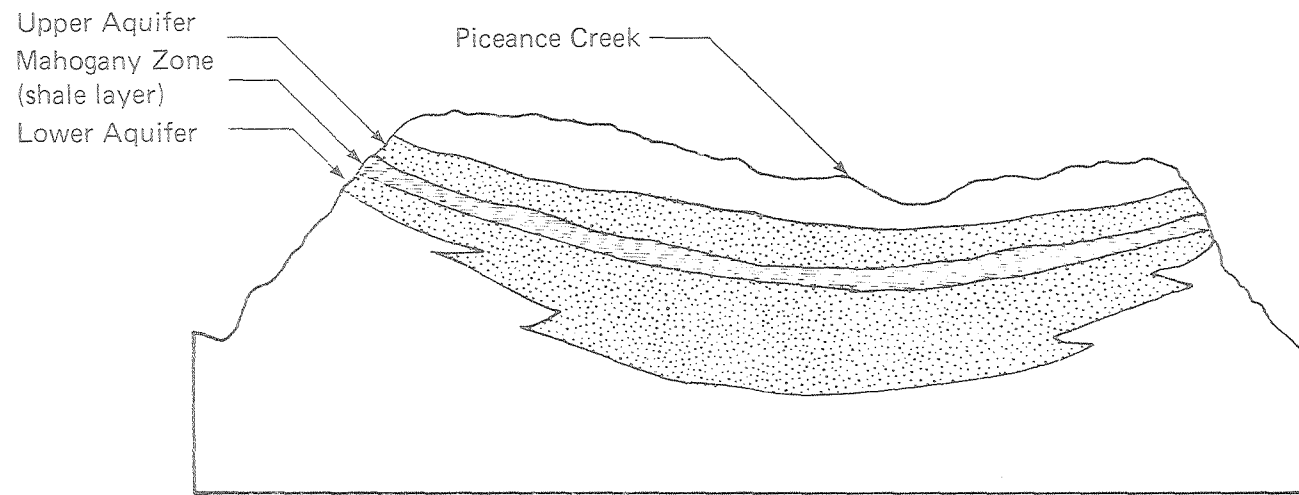 Upper Aquifer
Mahogany Zone
(shale layer)
Lower Aquifer
Piceance Creek